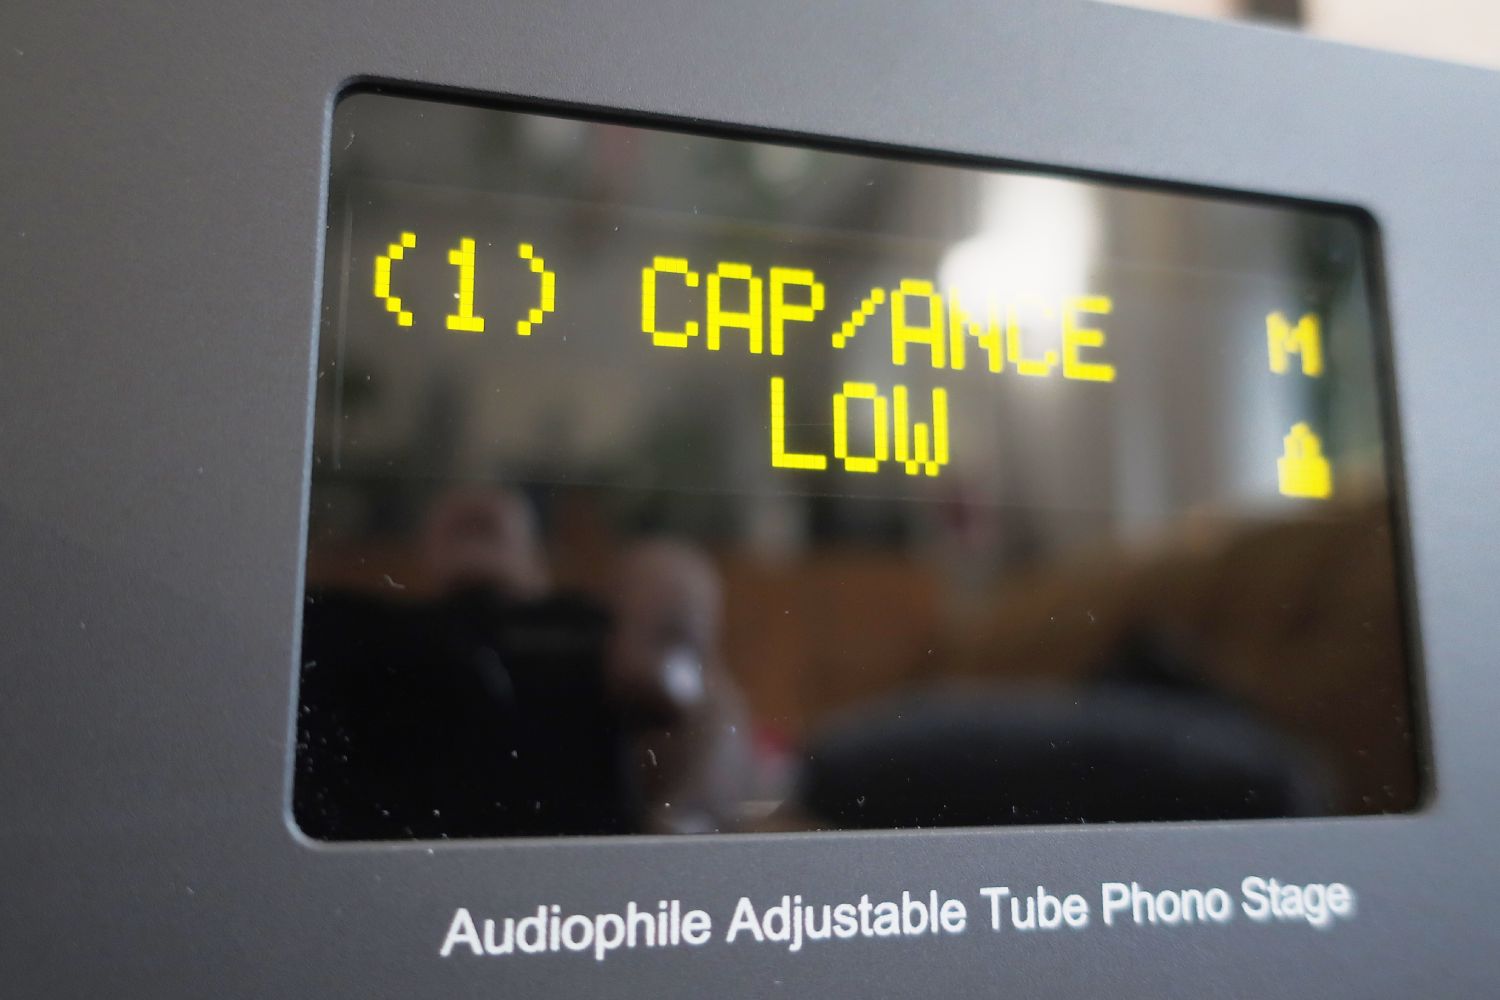 (1) CAP/ANCE M
LOW
Audiophile Adjustable Tube Phono Stage